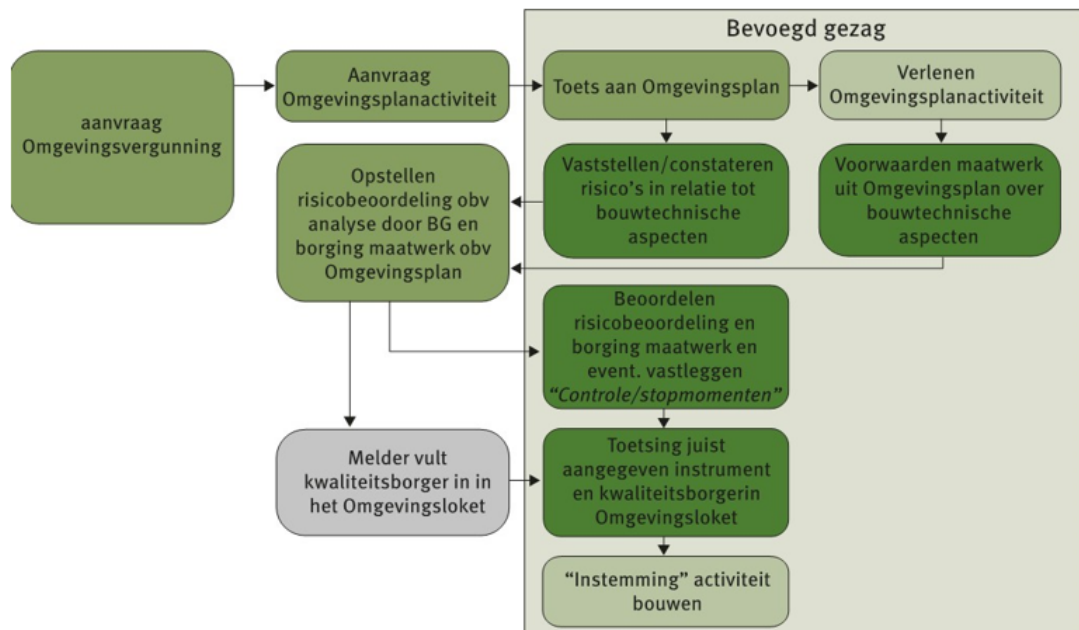 Bevoegd gezag
aanvraag
Omgevingsvergunning
Aanvraag
Omgevingsplanactiviteit
Toets aan Omgevingsplan
Verlenen
Omgevingsplanactiviteit
Opstellen
risicobeoordeling obv
analyse door BG en
borging maatwerk obv
Omgevingsplan
Vaststellen/constateren
risico's in relatie tot
bouwtechnische
aspecten
Voorwaarden maatwerk
uit Omgevingsplan over
bouwtechnische
aspecten
Beoordelen
risicobeoordeling en
borging maatwerk en
event. vastleggen
“Controle/stopmomenten”
Melder vult
kwaliteitsborger in in
het Omgevingsloket
Toetsing juist
aangegeven instrument
en kwaliteitsborgerin
Omgevingsloket
“Instemming” activiteit
bouwen